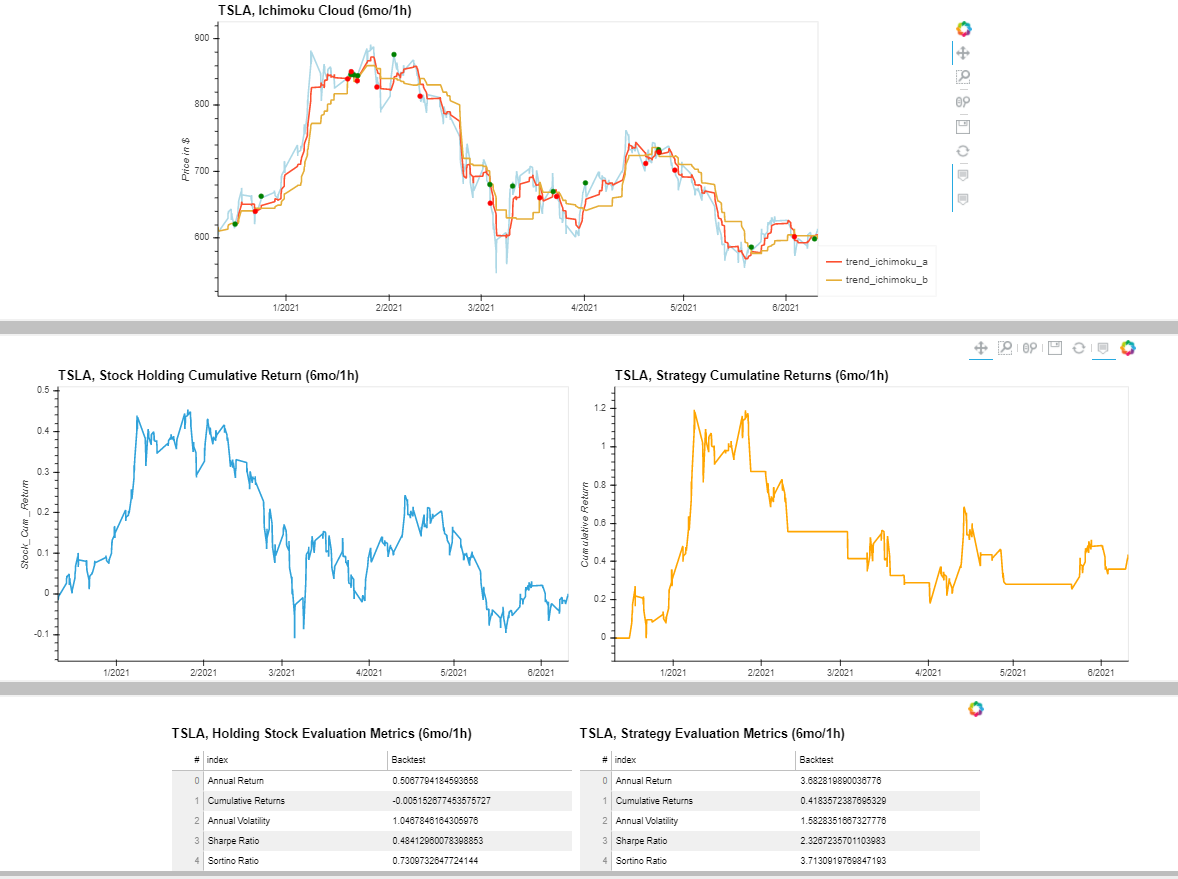 TSLA, Ichimoku Cloud (6mo/1h)
900
800
700
600
Price in $
1/2021 2/2021 3/2021 4/2021 5/2021 6/2021
trend_ichimoku_a
trend_ichimoku_b
TSLA, Stock Holding Cumulative Return (6mo/1h)
0.5
0.4
0.3
0.2
0.1
0
-0.1
Stock_Cum_Return
1/2021 2/2021 3/2021 4/2021 5/2021 6/2021
TSLA, Strategy Cumulatine Returns (6mo/1h)
1.2
1
0.8
0.6
0.4
0.2
0
Cumulative Return
1/2021 2/2021 3/2021 4/2021 5/2021 6/2021
TSLA, Holding Stock Evaluation Metrics (6mo/1h)
# index Backtest
0 Annual Return 0.5067794184593658
1 Cumulative Returns -0.005152677453575727
2 Annual Volatility 1.0467846164305976
3 Sharpe Ratio 0.48412960078398853
4 Sortino Ratio 0.7309732647724144
TSLA, Strategy Evaluation Metrics (6mo/1h)
# index Backtest
0 Annual Return 3.682819890036776
1 Cumulative Returns 0.4183572387695329
2 Annual Volatility 1.5828351667327776
3 Sharpe Ratio 2.3267235701103983
4 Sortino Ratio 3.7130919769847193